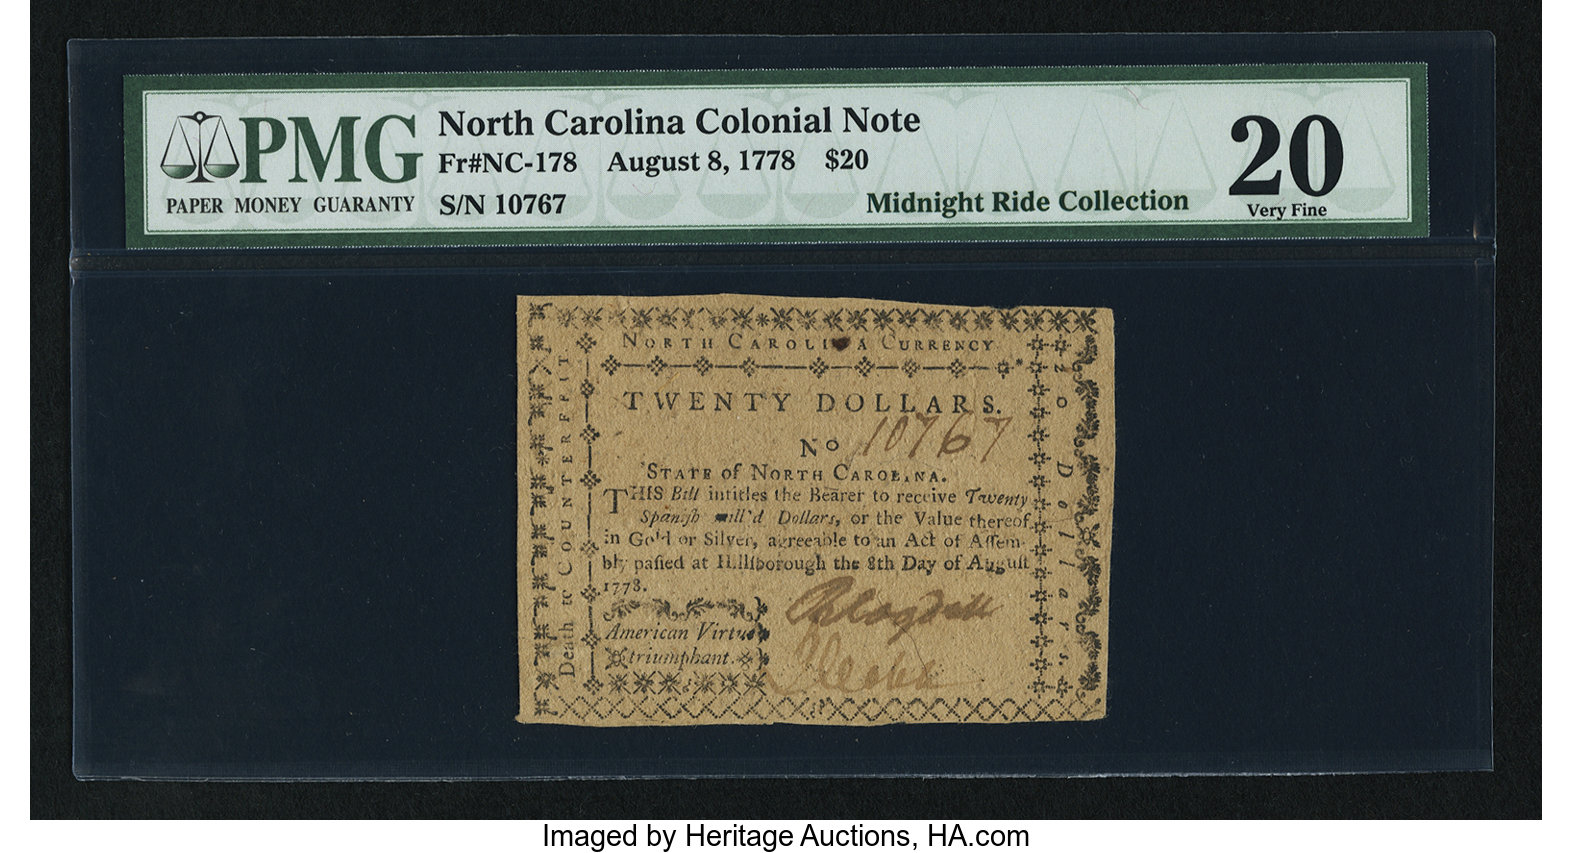 PMG
PAPER MONEY GUARANTY
North Carolina Colonial Note
Fr#NC-178 August 8, 1778 $20
S/N 10767
Midnight Ride Collection
20
Very Fine
NORTH CAROLINA CURRENCY
TWENTY DOLLARS.
No 10767
STATE of NORTH CAROLINA.
THIS Bill intitles the Bearer to receive Twenty
Spanish mill'd Dollars, or the Value thereof
in Gold or Silver, agreeable to an Act of Assem-
bly passed at Hillsborough the 8th Day of August
1778.
American Virtue
triumphant.
Death to COUNTERFEIT
20 Dollars.
Imaged by Heritage Auctions, HA.com